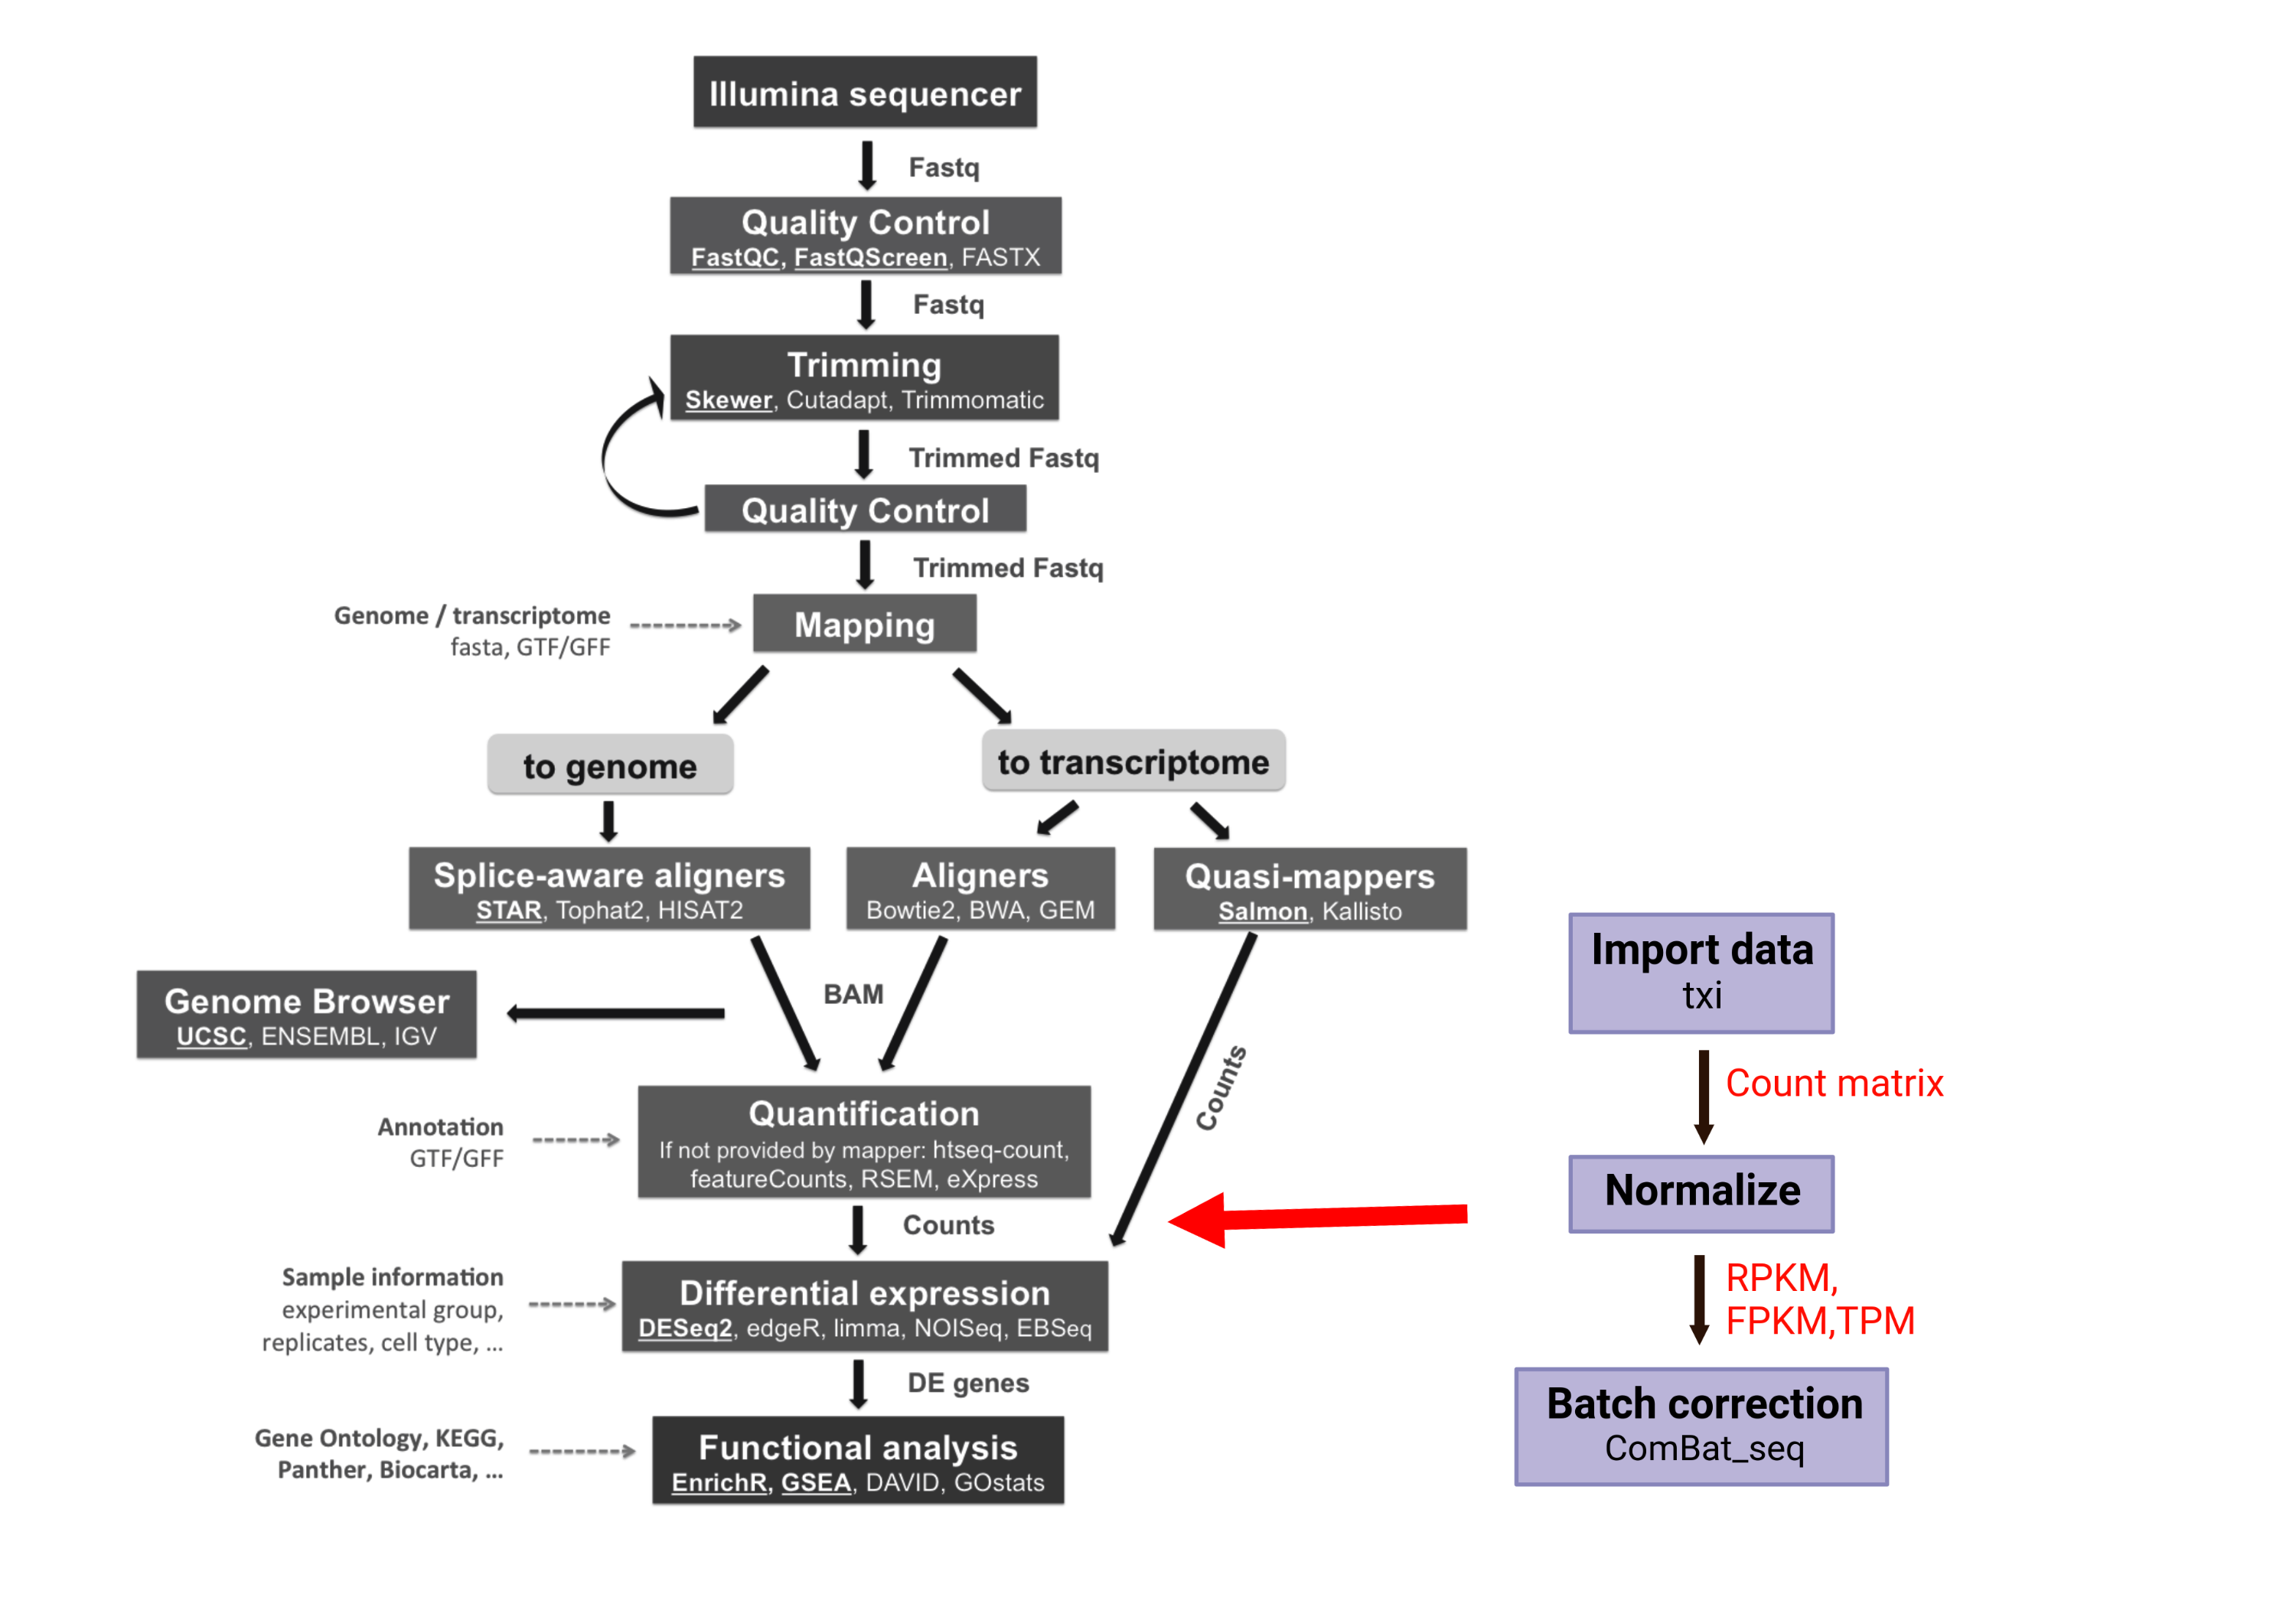 Illumina sequencer
Fastq
Quality Control
FastQC, FastQScreen, FASTX
Fastq
Trimming
Skewer, Cutadapt, Trimmomatic
Trimmed Fastq
Quality Control
Trimmed Fastq
Mapping
Genome / transcriptome
fasta, GTF/GFF
to genome
to transcriptome
Splice-aware aligners
STAR, Tophat2, HISAT2
Aligners
Bowtie2, BWA, GEM
Quasi-mappers
Salmon, Kallisto
BAM
Genome Browser
UCSC, ENSEMBL, IGV
Counts
Annotation
GTF/GFF
Quantification
If not provided by mapper: htseq-count,
featureCounts, RSEM, eXpress
Counts
Sample information
experimental group,
replicates, cell type, ...
Differential expression
DESeq2, edgeR, limma, NOISeq, EBSeq
DE genes
Gene Ontology, KEGG,
Panther, Biocarta, ...
Functional analysis
EnrichR, GSEA, DAVID, GOstats
Import data
txi
Count matrix
Normalize
RPKM,
FPKM,TPM
Batch correction
ComBat_seq